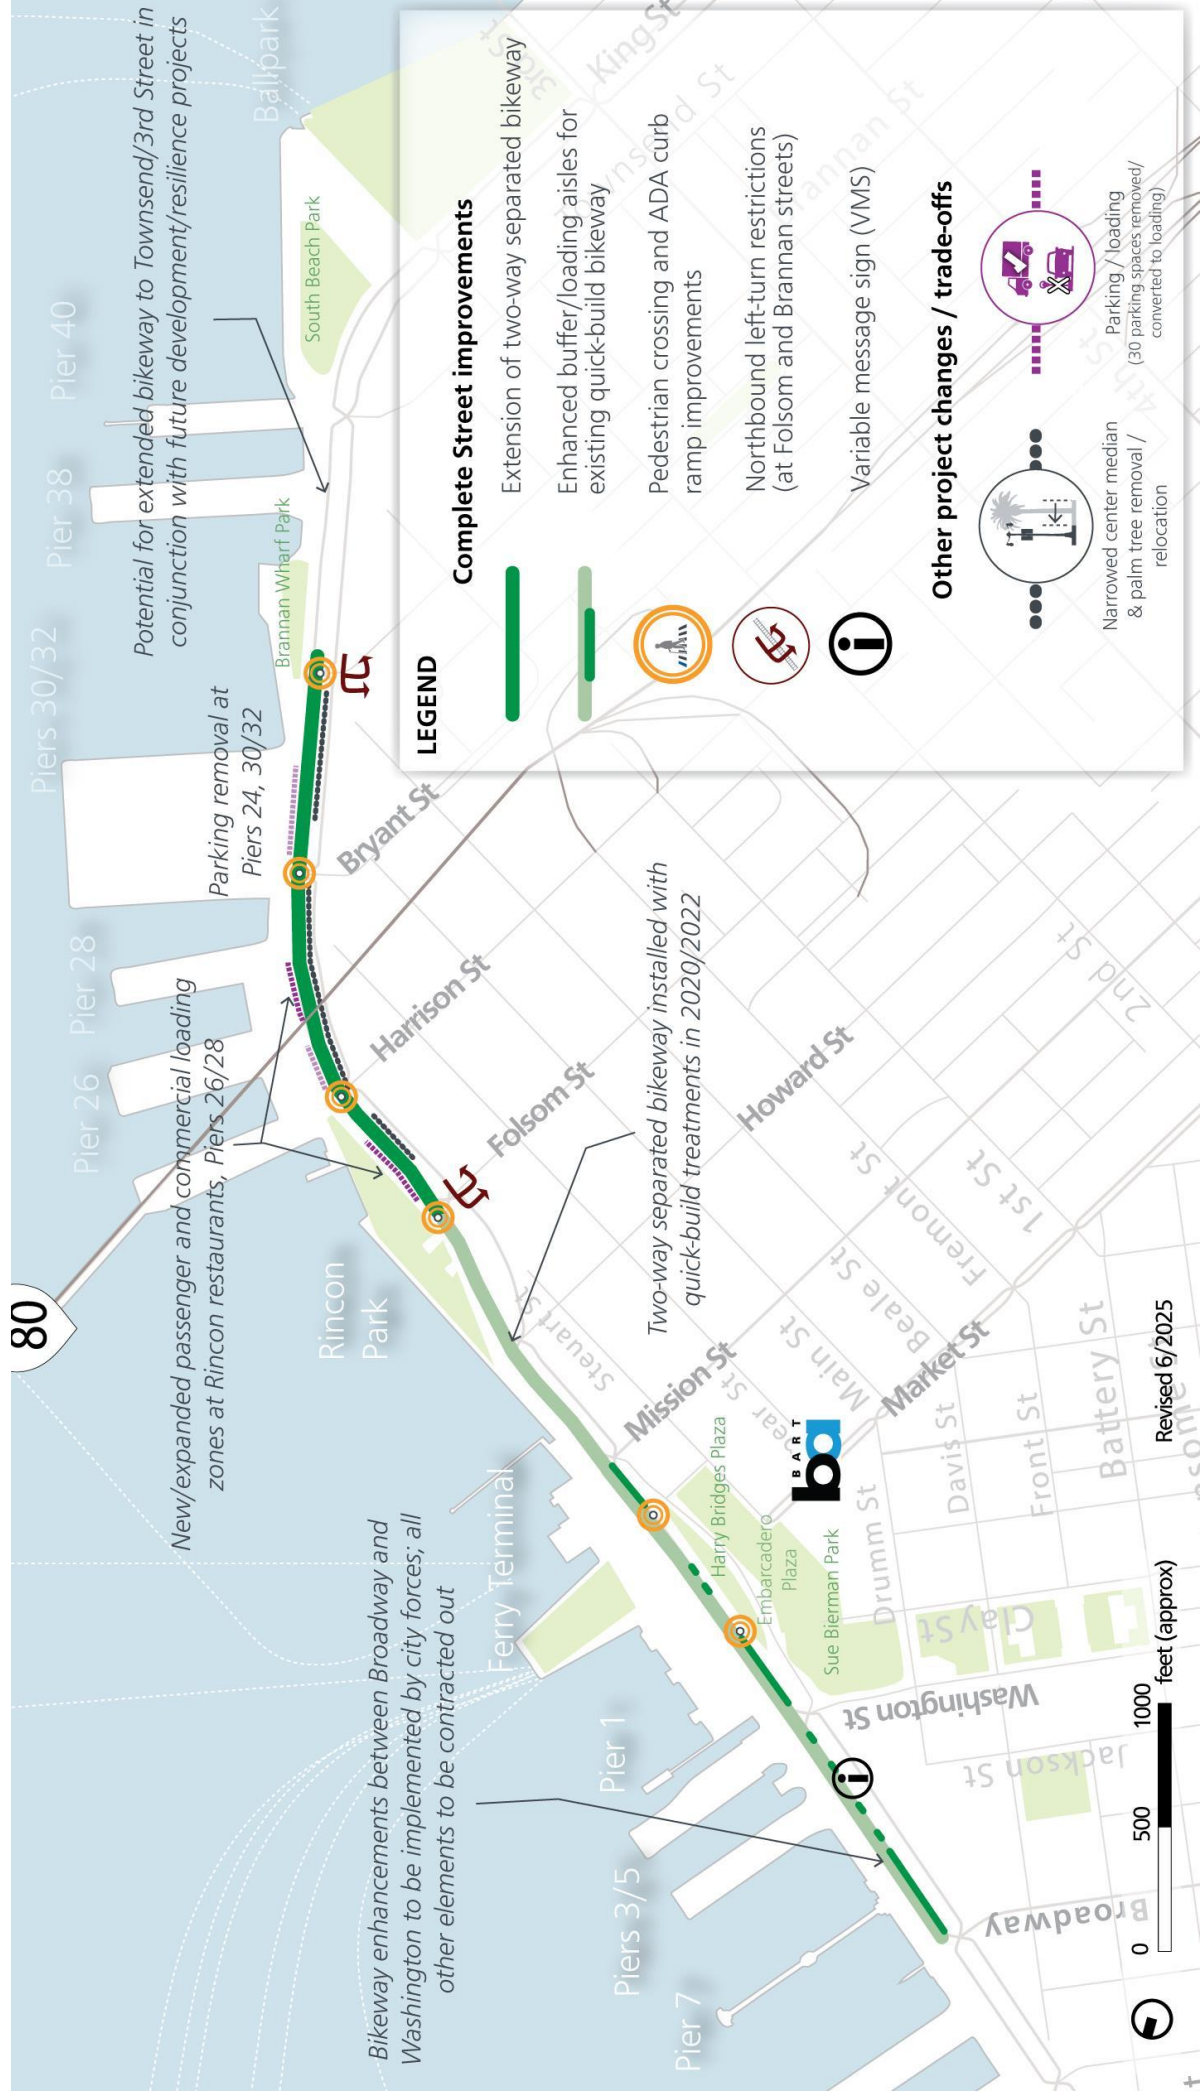 80
Potential for extended bikeway to Townsend/3rd Street in
conjunction with future development/resilience projects
Ballpark
Pier 40
Pier 38
Piers 30/32
Pier 28
Pier 26
South Beach Park
Brannan Wharf Park
Parking removal at
Piers 24, 30/32
New/expanded passenger and commercial loading
zones at Rincon restaurants, Piers 26/28
Rincon
Park
Bikeway enhancements between Broadway and
Washington to be implemented by city forces; all
other elements to be contracted out
Ferry Terminal
Pier 1
Piers 3/5
Pier 7
Two-way separated bikeway installed with
quick-build treatments in 2020/2022
Bryant St
Harrison St
Folsom St
Howard St
Steuart St
Mission St
Main St
Beale St
Fremont St
1st St
2nd St
Market St
Harry Bridges Plaza
Embarcadero
Plaza
Sue Bierman Park
BART
ba
Drumm St
Davis St
Front St
Battery St
Clay St
Washington St
Jackson St
Broadway
3rd St
King St
Townsend St
Brannan St
4th St
LEGEND
Complete Street improvements
Extension of two-way separated bikeway
Enhanced buffer/loading aisles for
existing quick-build bikeway
Pedestrian crossing and ADA curb
ramp improvements
Northbound left-turn restrictions
(at Folsom and Brannan streets)
i
Variable message sign (VMS)
Other project changes / trade-offs
Narrowed center median
& palm tree removal /
relocation
Parking / loading
(30 parking spaces removed/
converted to loading)
i
0 500 1000
feet (approx)
Revised 6/2025